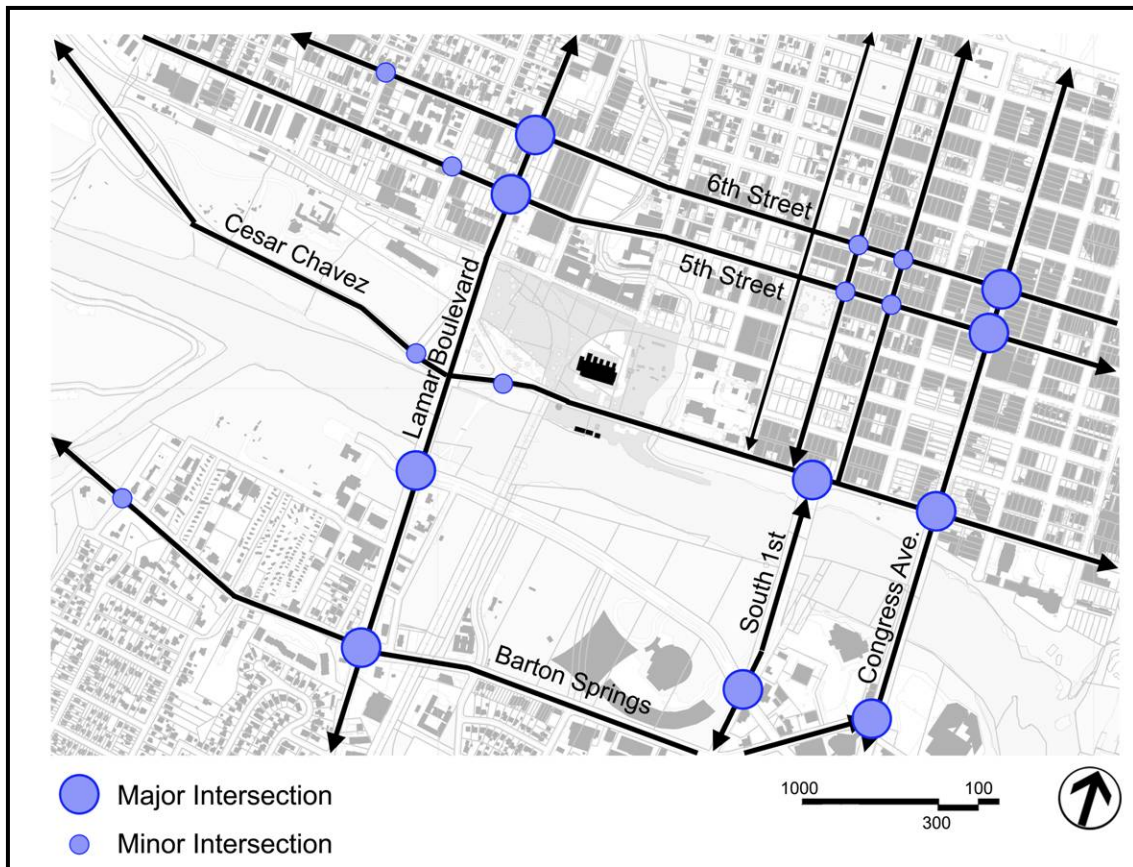 6th Street
5th Street
Cesar Chavez
Lamar Boulevard
South 1st
Congress Ave.
Barton Springs
Major Intersection
Minor Intersection
1000 100
300